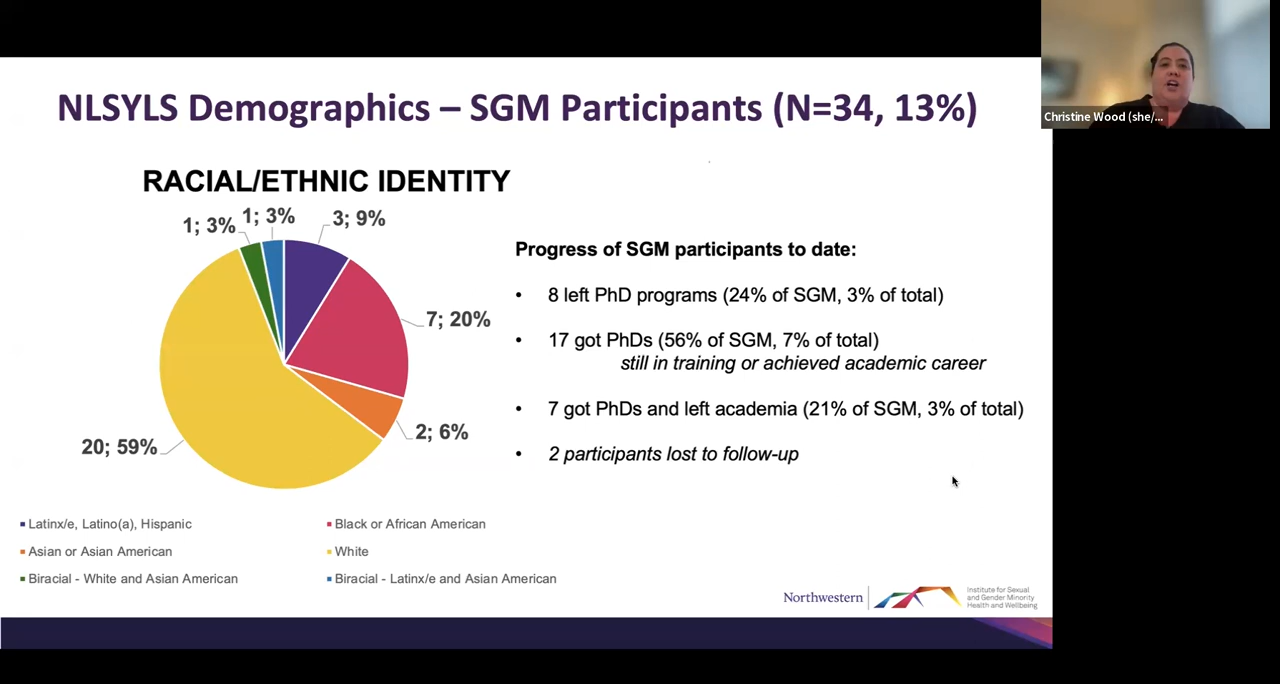 NLSYLS Demographics – SGM Participants (N=34, 13%)
Christine Wood (she/...
RACIAL/ETHNIC IDENTITY
1; 3%
1; 3%
3; 9%
7; 20%
2; 6%
20; 59%
Progress of SGM participants to date:
• 8 left PhD programs (24% of SGM, 3% of total)
• 17 got PhDs (56% of SGM, 7% of total)
still in training or achieved academic career
• 7 got PhDs and left academia (21% of SGM, 3% of total)
• 2 participants lost to follow-up
Latinx/e, Latino(a), Hispanic
Black or African American
Asian or Asian American
White
Biracial - White and Asian American
Biracial - Latinx/e and Asian American
Northwestern
Institute for Sexual
and Gender Minority
Health and Wellbeing